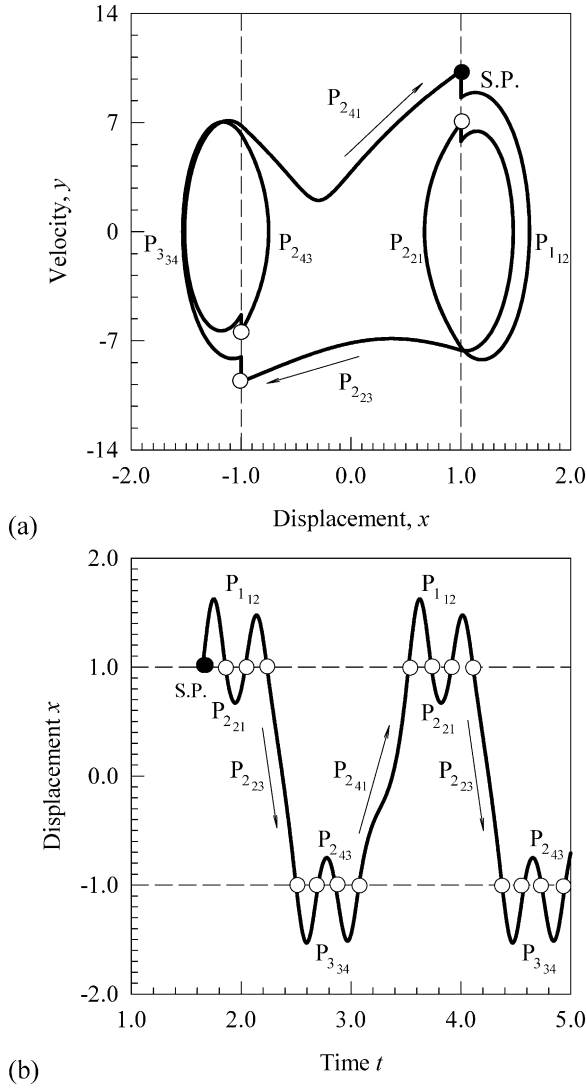 14
S.P.
P₂₄₁
7
Velocity, y
0
P₃₃₄ P₂₄₃ P₂₂₁ P₁₁₂
-7
P₂₂₃
-14
-2.0 -1.0 0.0 1.0 2.0
(a)
Displacement, x
2.0
P₁₁₂ P₁₁₂
1.0
S.P.
P₂₂₁ P₂₂₁
Displacement x
P₂₂₃ P₂₄₁ P₂₂₃
0.0
P₂₄₃ P₂₄₃
-1.0
P₃₃₄ P₃₃₄
-2.0
1.0 2.0 3.0 4.0 5.0
(b)
Time t